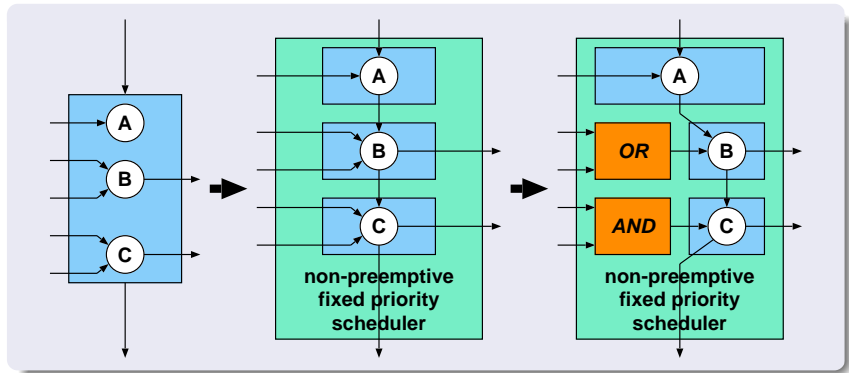 A
B
C
A
B
C
non-preemptive
fixed priority
scheduler
A
OR
B
AND
C
non-preemptive
fixed priority
scheduler